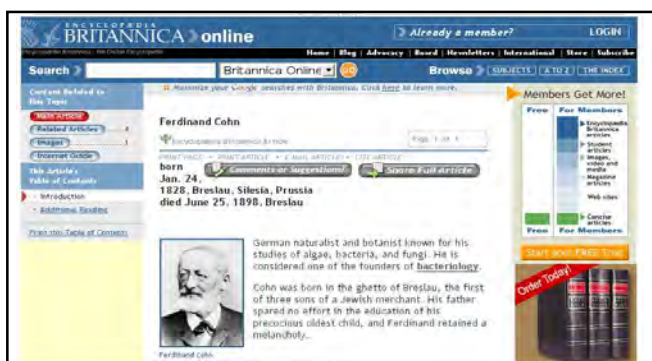 ENCYCLOPÆDIA
BRITANNICA online
Already a member? LOGIN
Home | Blog | Advocacy | Board | Newsletters | International | Store | Subscribe
Search Britannica Online GO Browse SUBJECTS A TO Z THE INDEX
Content Related to
this Topic
Main Article
Related Articles 4
Images 1
Internet Guide
This Article's
Table of Contents
Introduction
Additional Reading
Print this Table of Contents
Maximize your Google searches with Britannica. Click here to learn more.
Ferdinand Cohn
Encyclopædia Britannica Article
Page 1 of 1
PRINT PAGE PRINT ARTICLE E-MAIL ARTICLE CITE ARTICLE
Comments or Suggestions? Share Full Article
born
Jan. 24,
1828, Breslau, Silesia, Prussia
died June 25, 1898, Breslau
German naturalist and botanist known for his
studies of algae, bacteria, and fungi. He is
considered one of the founders of bacteriology.
Cohn was born in the ghetto of Breslau, the first
of three sons of a Jewish merchant. His father
spared no effort in the education of his
precocious oldest child, and Ferdinand retained a
melancholy...
Ferdinand Cohn.
Members Get More!
Free For Members
Encyclopædia
Britannica
articles
Student
articles
Images,
video and
media
Magazine
articles
Web sites
Concise
articles
Free For Members
Start your FREE Trial
Order Today!